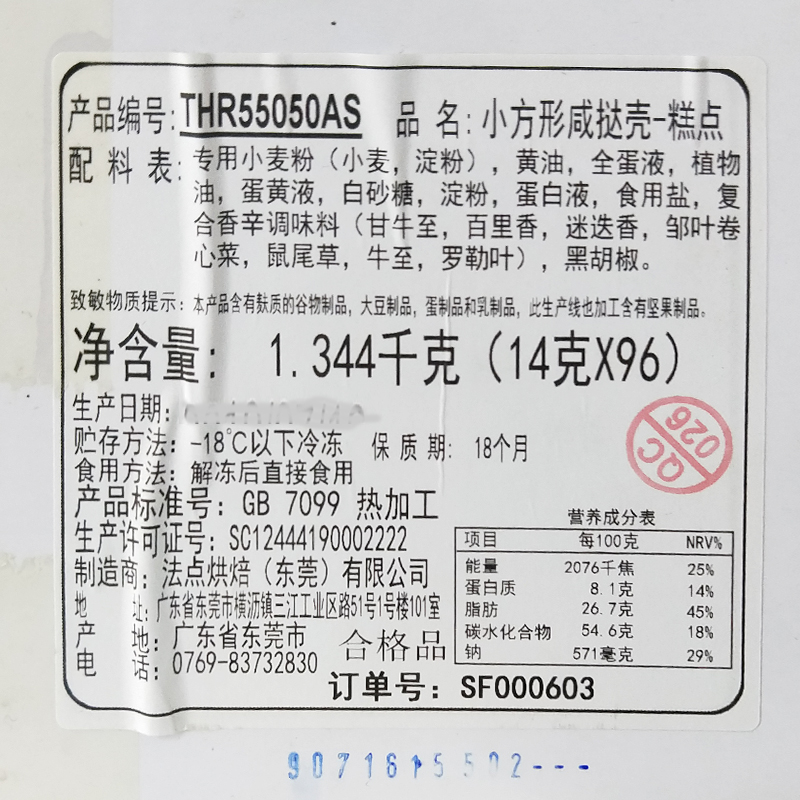 产品编号:THR55050AS 品 名:小方形咸挞壳-糕点
配 料 表:专用小麦粉（小麦，淀粉），黄油，全蛋液，植物
油，蛋黄液，白砂糖，淀粉，蛋白液，食用盐，复
合香辛调味料（甘牛至，百里香，迷迭香，邹叶卷
心菜，鼠尾草，牛至，罗勒叶），黑胡椒。
致敏物质提示：本产品含有麸质的谷物制品，大豆制品，蛋制品和乳制品，此生产线也加工含有坚果制品。
净含量：1.344千克（14克X96）
生产日期:
贮存方法：-18℃以下冷冻 保 质 期: 18个月
食用方法：解冻后直接食用
产品标准号：GB 7099 热加工
生产许可证号：SC12444190002222
制造商：法点烘焙（东莞）有限公司
地 址:广东省东莞市横沥镇三江工业区路51号1号楼101室
产 地:广东省东莞市
电 话:0769-83732830
合格品
订单号：SF000603
QC 026
营养成分表
项目 每100克 NRV%
能量 2076千焦 25%
蛋白质 8.1克 14%
脂肪 26.7克 45%
碳水化合物 54.6克 18%
钠 571毫克 29%